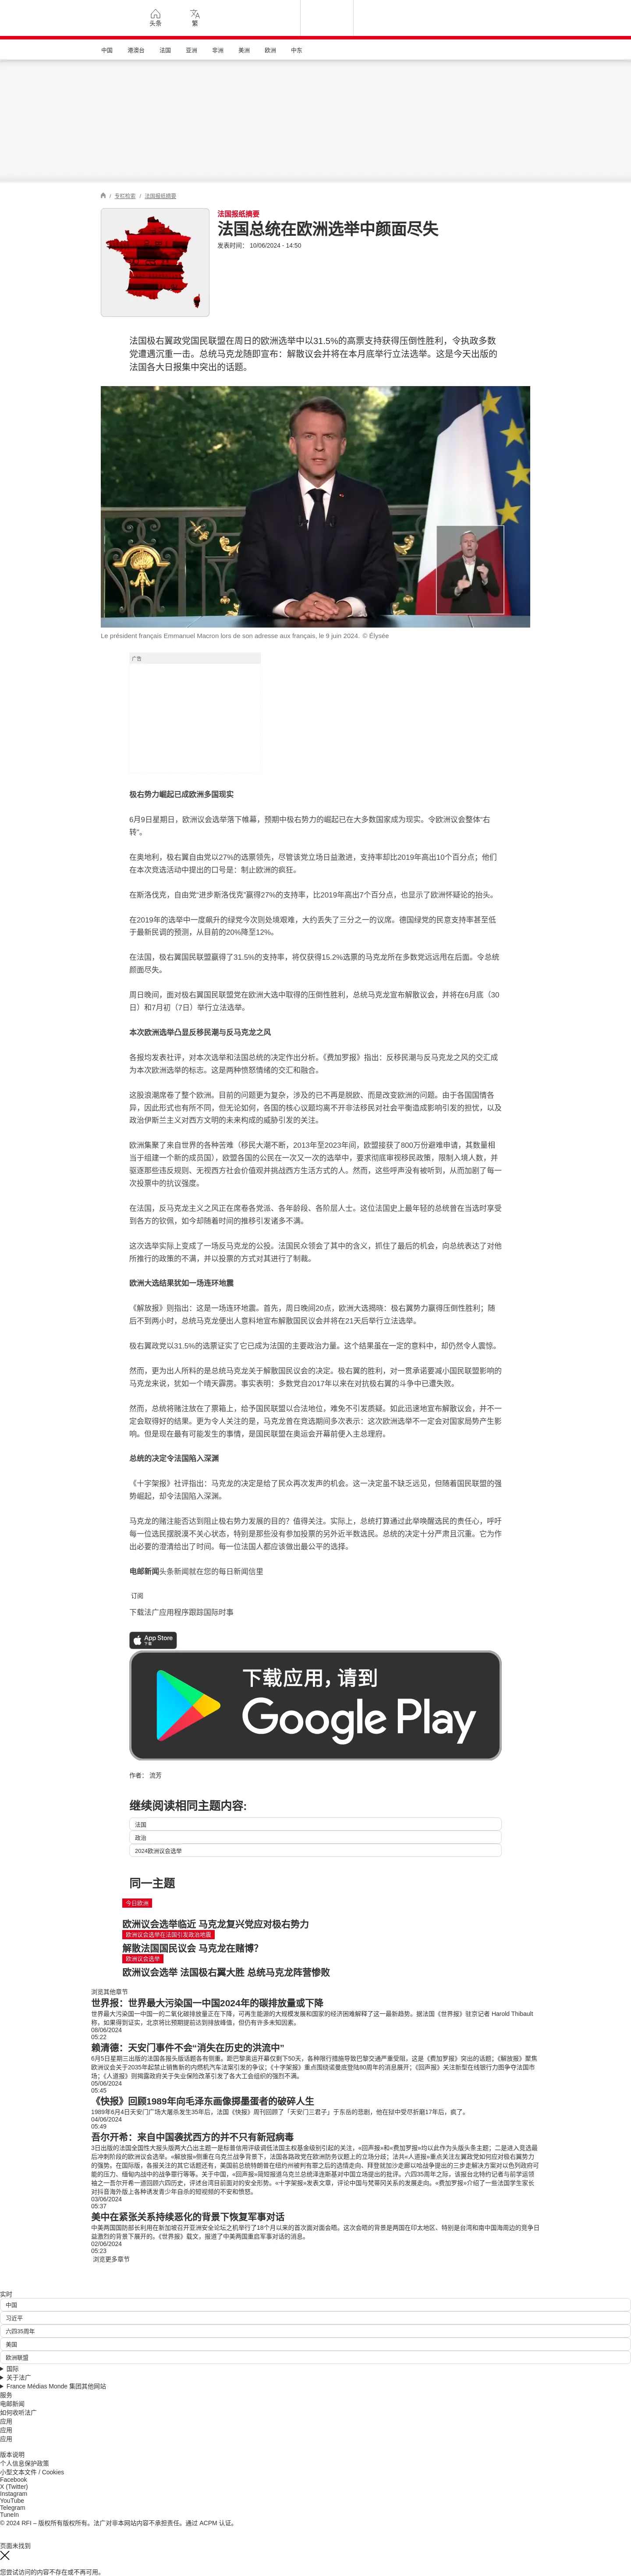 头条
繁
中国
港澳台
法国
亚洲
非洲
美洲
欧洲
中东
/ 专栏检索 / 法国报纸摘要
法国报纸摘要
法国总统在欧洲选举中颜面尽失
发表时间： 10/06/2024 - 14:50
法国极右翼政党国民联盟在周日的欧洲选举中以31.5%的高票支持获得压倒性胜利，令执政多数
党遭遇沉重一击。总统马克龙随即宣布：解散议会并将在本月底举行立法选举。这是今天出版的
法国各大日报集中突出的话题。
Le président français Emmanuel Macron lors de son adresse aux français, le 9 juin 2024. © Élysée
广告
极右势力崛起已成欧洲多国现实
6月9日星期日，欧洲议会选举落下帷幕，预期中极右势力的崛起已在大多数国家成为现实。令欧洲议会整体“右
转”。
在奥地利，极右翼自由党以27%的选票领先，尽管该党立场日益激进，支持率却比2019年高出10个百分点；他们
在本次竞选活动中提出的口号是：制止欧洲的疯狂。
在斯洛伐克，自由党“进步斯洛伐克”赢得27%的支持率，比2019年高出7个百分点，也显示了欧洲怀疑论的抬头。
在2019年的选举中一度飙升的绿党今次则处境艰难，大约丢失了三分之一的议席。德国绿党的民意支持率甚至低
于最新民调的预测，从目前的20%降至12%。
在法国，极右翼国民联盟赢得了31.5%的支持率，将仅获得15.2%选票的马克龙所在多数党远远甩在后面。令总统
颜面尽失。
周日晚间，面对极右翼国民联盟党在欧洲大选中取得的压倒性胜利，总统马克龙宣布解散议会，并将在6月底（30
日）和7月初（7日）举行立法选举。
本次欧洲选举凸显反移民潮与反马克龙之风
各报均发表社评，对本次选举和法国总统的决定作出分析。《费加罗报》指出：反移民潮与反马克龙之风的交汇成
为本次欧洲选举的标志。这是两种愤怒情绪的交汇和融合。
这股浪潮席卷了整个欧洲。目前的问题更为复杂，涉及的已不再是脱欧、而是改变欧洲的问题。由于各国国情各
异，因此形式也有所不同，但无论如何，各国的核心议题均离不开非法移民对社会平衡造成影响引发的担忧，以及
政治伊斯兰主义对西方文明的未来构成的威胁引发的关注。
欧洲集聚了来自世界的各种苦难（移民大潮不断，2013年至2023年间，欧盟接获了800万份避难申请，其数量相
当于组建一个新的成员国），欧盟各国的公民在一次又一次的选举中，要求彻底审视移民政策，限制入境人数，并
驱逐那些违反规则、无视西方社会价值观并挑战西方生活方式的人。然而，这些呼声没有被听到，从而加剧了每一
次投票中的抗议强度。
在法国，反马克龙主义之风正在席卷各党派、各年龄段、各阶层人士。这位法国史上最年轻的总统曾在当选时享受
到各方的钦佩，如今却随着时间的推移引发诸多不满。
这次选举实际上变成了一场反马克龙的公投。法国民众领会了其中的含义，抓住了最后的机会，向总统表达了对他
所推行的政策的不满，并以投票的方式对其进行了制裁。
欧洲大选结果犹如一场连环地震
《解放报》则指出：这是一场连环地震。首先，周日晚间20点，欧洲大选揭晓：极右翼势力赢得压倒性胜利；随
后不到两小时，总统马克龙便出人意料地宣布解散国民议会并将在21天后举行立法选举。
极右翼政党以31.5%的选票证实了它已成为法国的主要政治力量。这个结果虽在一定的意料中，却仍然令人震惊。
然而，更为出人所料的是总统马克龙关于解散国民议会的决定。极右翼的胜利，对一贯承诺要减小国民联盟影响的
马克龙来说，犹如一个晴天霹雳。事实表明：多数党自2017年以来在对抗极右翼的斗争中已遭失败。
然而，总统将赌注放在了票箱上，给予国民联盟以合法地位，难免不引发质疑。如此迅速地宣布解散议会，并不一
定会取得好的结果。更为令人关注的是，马克龙曾在竞选期间多次表示：这次欧洲选举不一定会对国家局势产生影
响。但是现在最有可能发生的事情，是国民联盟在奥运会开幕前便入主总理府。
总统的决定令法国陷入深渊
《十字架报》社评指出：马克龙的决定是给了民众再次发声的机会。这一决定虽不缺乏远见，但随着国民联盟的强
势崛起，却令法国陷入深渊。
马克龙的赌注能否达到阻止极右势力发展的目的？值得关注。实际上，总统打算通过此举唤醒选民的责任心，呼吁
每一位选民摆脱漠不关心状态，特别是那些没有参加投票的另外近半数选民。总统的决定十分严肃且沉重。它为作
出必要的澄清给出了时间。每一位法国人都应该做出最公平的选择。
电邮新闻头条新闻就在您的每日新闻信里
订阅
下载法广应用程序跟踪国际时事
App Store
下载
下载应用,请到
Google Play
作者： 流芳
继续阅读相同主题内容:
法国
政治
2024欧洲议会选举
同一主题
今日欧洲
欧洲议会选举临近 马克龙复兴党应对极右势力
欧洲议会选举在法国引发政治地震
解散法国国民议会 马克龙在赌博？
欧洲议会选举
欧洲议会选举 法国极右翼大胜 总统马克龙阵营惨败
浏览其他章节
世界报：世界最大污染国一中国2024年的碳排放量或下降
世界最大污染国一中国一的二氧化碳排放量正在下降，可再生能源的大规模发展和国家的经济困难解释了这一最新趋势。据法国《世界报》驻京记者 Harold Thibault
称，如果得到证实，北京将比预期提前达到排放峰值，但仍有许多未知因素。
08/06/2024
05:22
赖清德：天安门事件不会“消失在历史的洪流中”
6月5日星期三出版的法国各报头版话题各有侧重。距巴黎奥运开幕仅剩下50天，各种限行措施导致巴黎交通严重受阻，这是《费加罗报》突出的话题；《解放报》聚焦
欧洲议会关于2035年起禁止销售新的内燃机汽车法案引发的争议；《十字架报》重点围绕诺曼底登陆80周年的消息展开；《回声报》关注新型在线银行力图争夺法国市
场；《人道报》则揭露政府关于失业保险改革引发了各大工会组织的强烈不满。
05/06/2024
05:45
《快报》回顾1989年向毛泽东画像掷墨蛋者的破碎人生
1989年6月4日天安门广场大屠杀发生35年后，法国《快报》周刊回顾了「天安门三君子」于东岳的悲剧，他在狱中受尽折磨17年后，疯了。
04/06/2024
05:49
吾尔开希：来自中国袭扰西方的并不只有新冠病毒
03/06/2024
05:37
美中在紧张关系持续恶化的背景下恢复军事对话
中美两国国防部长利用在新加坡召开亚洲安全论坛之机举行了18个月以来的首次面对面会晤。这次会晤的背景是两国在印太地区、特别是台湾和南中国海周边的竞争日
益激烈的背景下展开的。《世界报》载文，报道了中美两国重启军事对话的消息。
02/06/2024
05:23
浏览更多章节
实时
中国
习近平
六四35周年
美国
欧洲联盟
国际
关于法广
France Médias Monde 集团其他网站
服务
电邮新闻
如何收听法广
应用
应用
应用
版本说明
个人信息保护政策
小型文本文件 / Cookies
Facebook
X (Twitter)
Instagram
YouTube
Telegram
TuneIn
© 2024 RFI – 版权所有版权所有。法广对非本网站内容不承担责任。通过 ACPM 认证。
页面未找到
您尝试访问的内容不存在或不再可用。